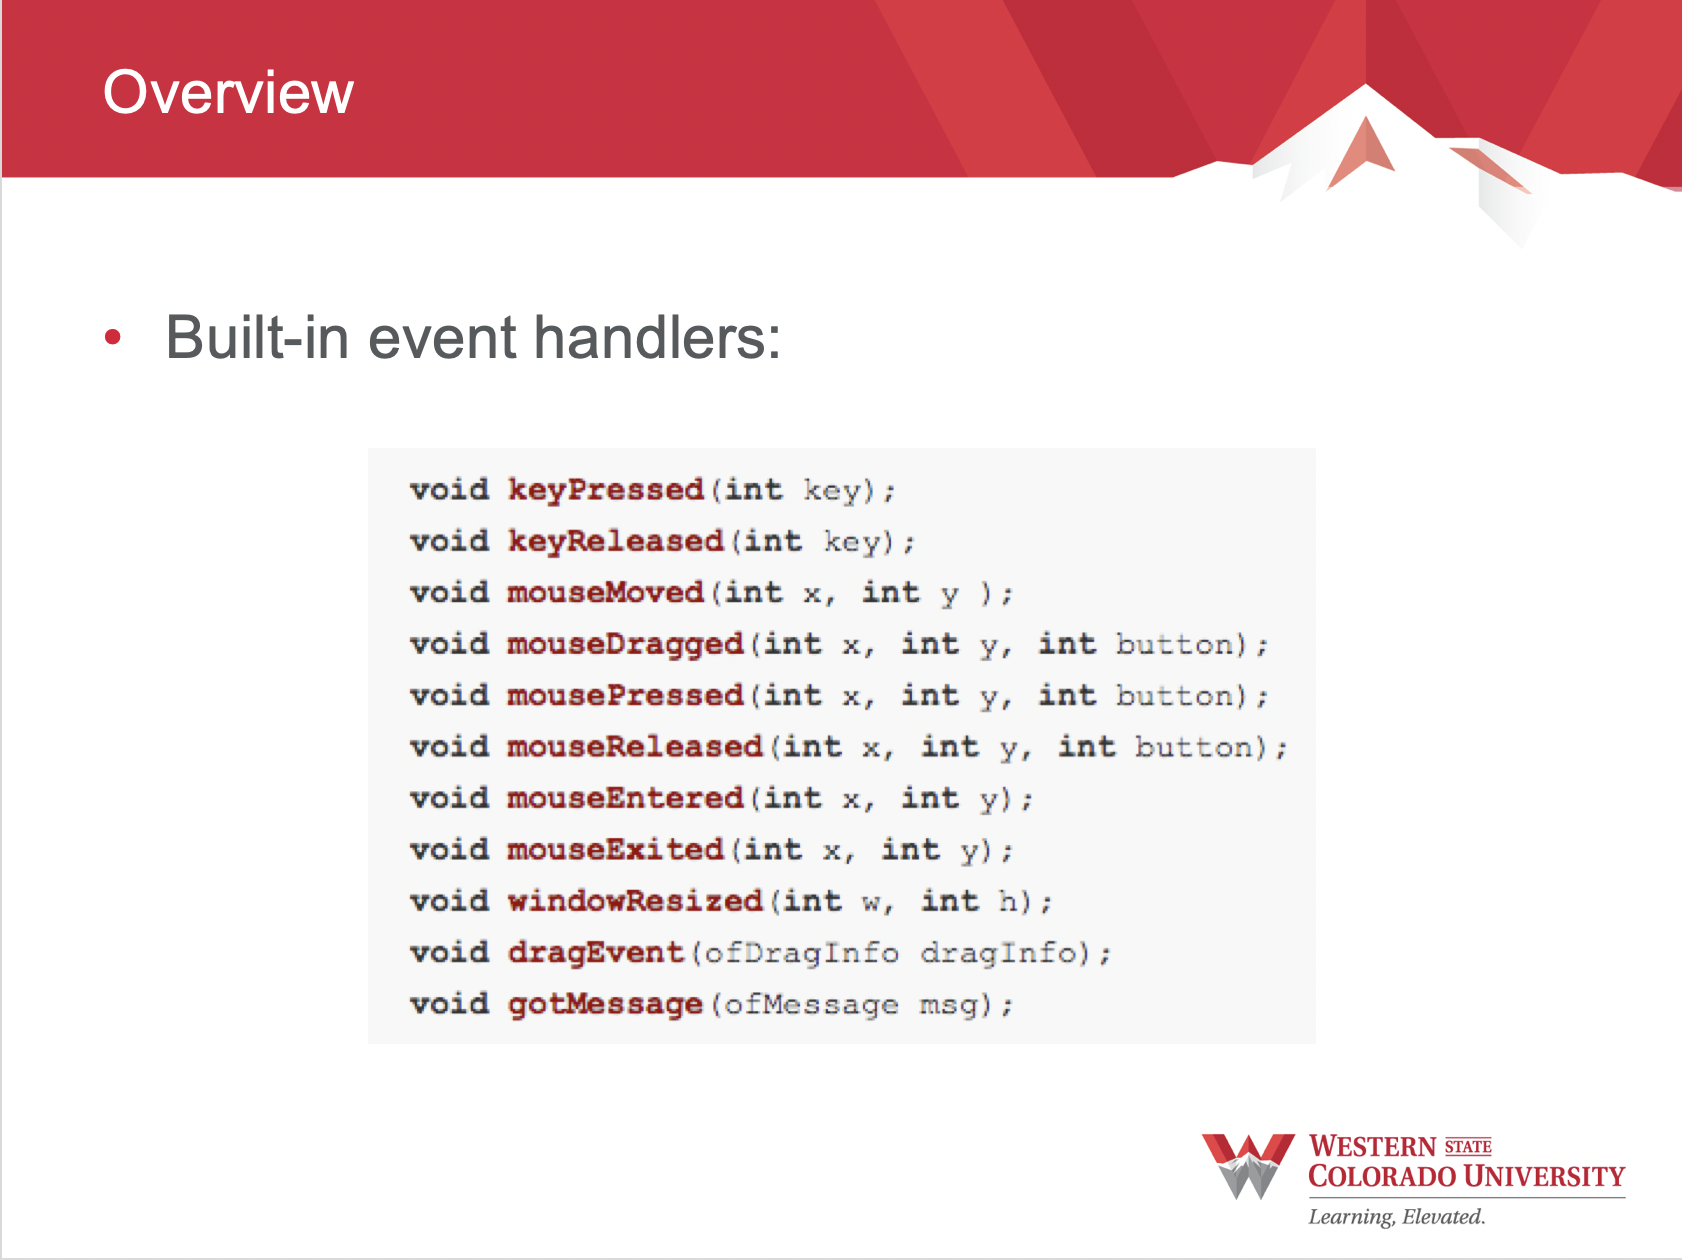 Overview
• Built-in event handlers:
void keyPressed(int key);
void keyReleased(int key);
void mouseMoved(int x, int y );
void mouseDragged(int x, int y, int button);
void mousePressed(int x, int y, int button);
void mouseReleased(int x, int y, int button);
void mouseEntered(int x, int y);
void mouseExited(int x, int y);
void windowResized(int w, int h);
void dragEvent(ofDragInfo dragInfo);
void gotMessage(ofMessage msg);
WESTERN STATE
COLORADO UNIVERSITY
Learning, Elevated.